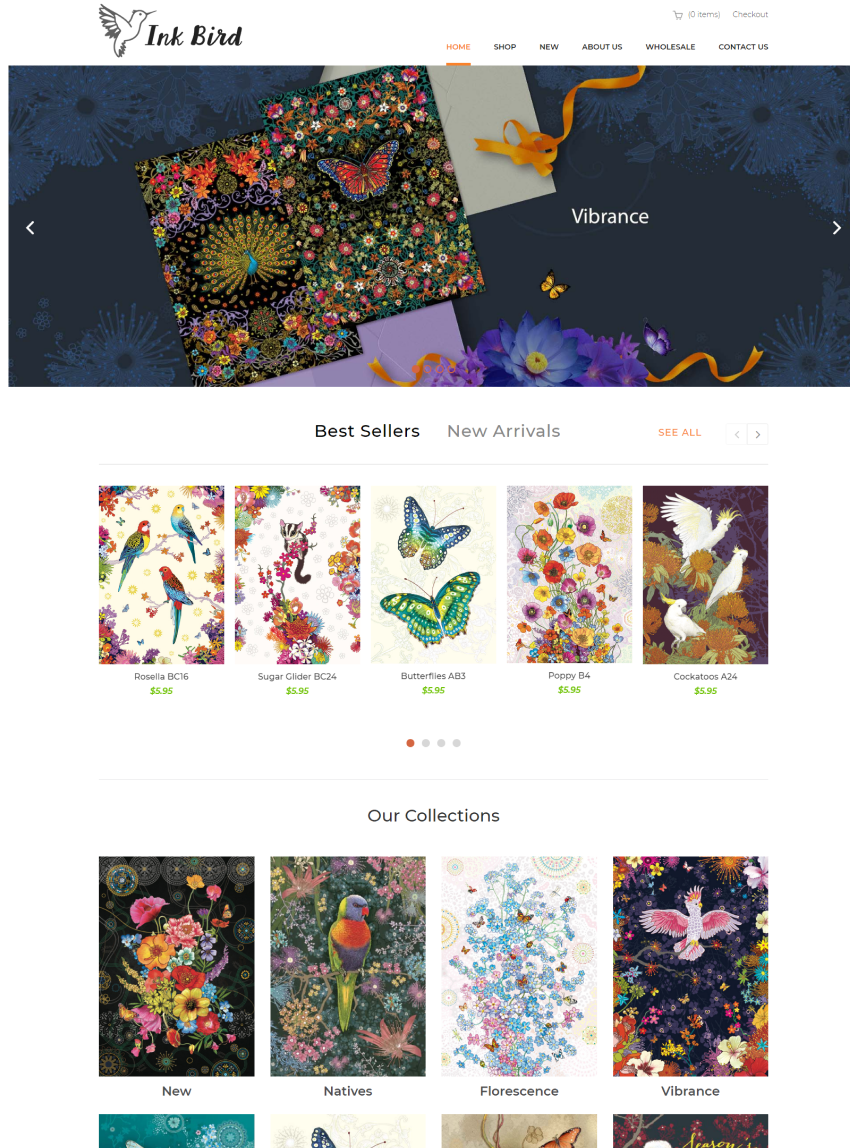 Ink Bird
(0 items) Checkout
HOME SHOP NEW ABOUT US WHOLESALE CONTACT US
Vibrance
Best Sellers New Arrivals SEE ALL
Rosella BC16 Sugar Glider BC24 Butterflies AB3 Poppy B4 Cockatoos A24
$5.95 $5.95 $5.95 $5.95 $5.95
Our Collections
New Natives Florescence Vibrance